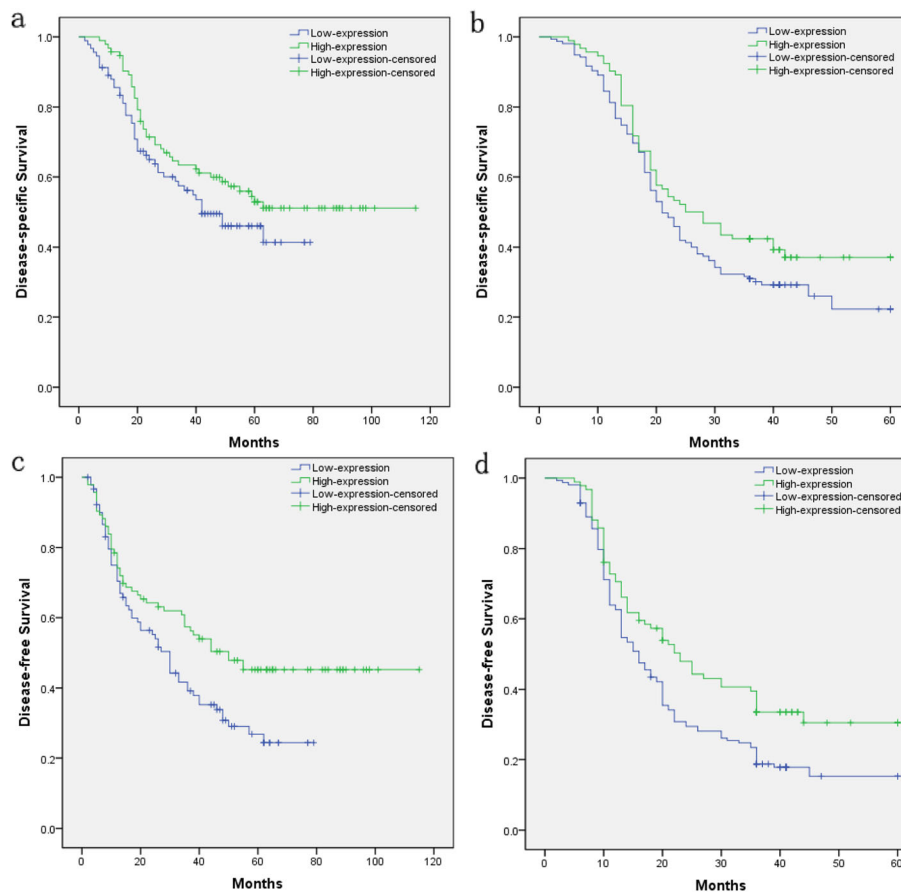 a
Low-expression
High-expression
Low-expression-censored
High-expression-censored
Disease-specific Survival
1.0
0.8
0.6
0.4
0.2
0.0
0 20 40 60 80 100 120
Months
b
Low-expression
High-expression
Low-expression-censored
High-expression-censored
Disease-specific Survival
1.0
0.8
0.6
0.4
0.2
0.0
0 10 20 30 40 50 60
Months
c
Low-expression
High-expression
Low-expression-censored
High-expression-censored
Disease-free Survival
1.0
0.8
0.6
0.4
0.2
0.0
0 20 40 60 80 100 120
Months
d
Low-expression
High-expression
Low-expression-censored
High-expression-censored
Disease-free Survival
1.0
0.8
0.6
0.4
0.2
0.0
0 10 20 30 40 50 60
Months